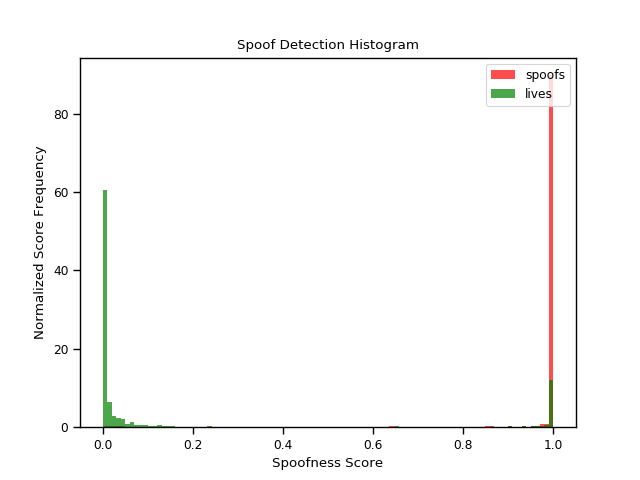 Spoof Detection Histogram
spoofs
lives
Normalized Score Frequency
80
60
40
20
0
0.0 0.2 0.4 0.6 0.8 1.0
Spoofness Score